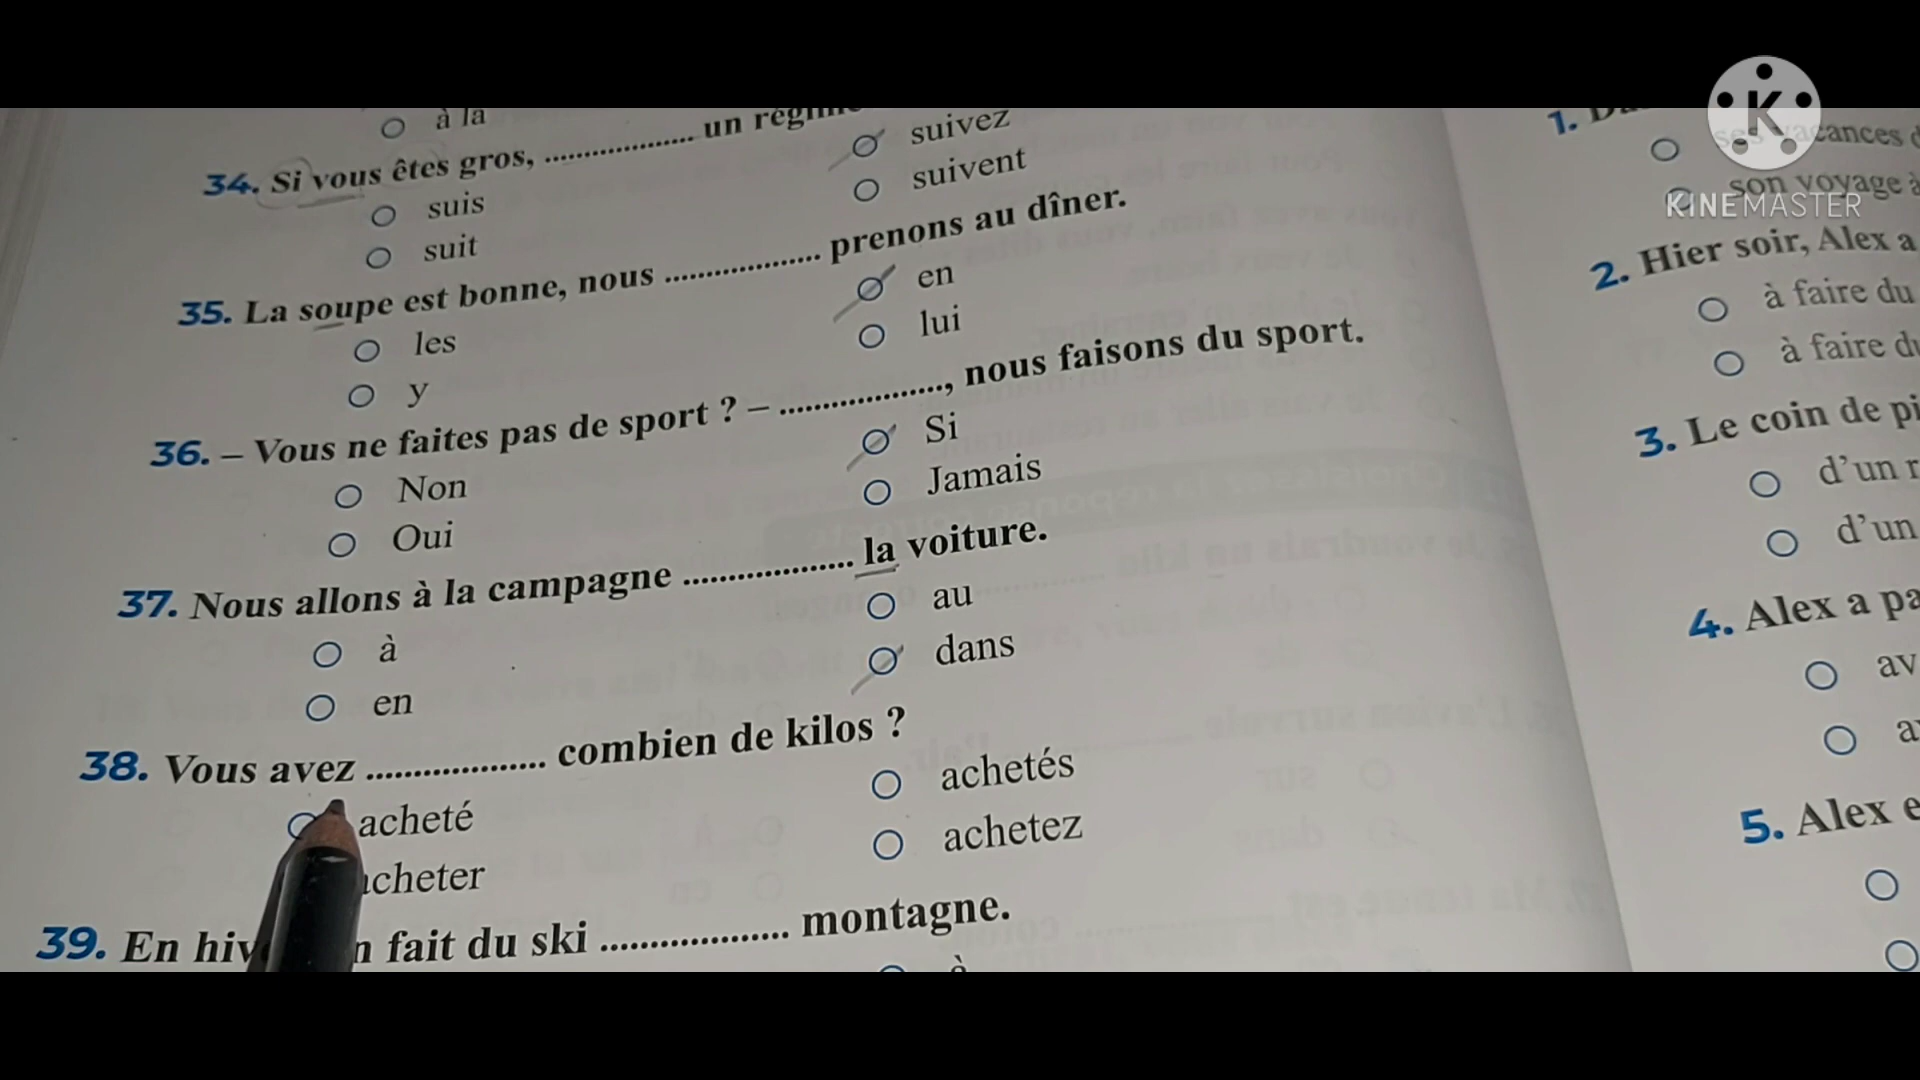 à la
34. Si vous êtes gros, .................. un
suis
suit
suivez
suivent
35. La soupe est bonne, nous .................. prenons au dîner.
les
y
en
lui
36. – Vous ne faites pas de sport ? – .................., nous faisons du sport.
Non
Oui
Si
Jamais
37. Nous allons à la campagne .................. la voiture.
à
en
au
dans
38. Vous avez .................. combien de kilos ?
acheté
acheter
achetés
achetez
39. En fait du ski .................. montagne.
à
1.
ses vacances
son voyage à
2. Hier soir, Alex a
à faire du
à faire du
3. Le coin de
d'un
d'un
4. Alex a
5. Alex
K
KINEMASTER